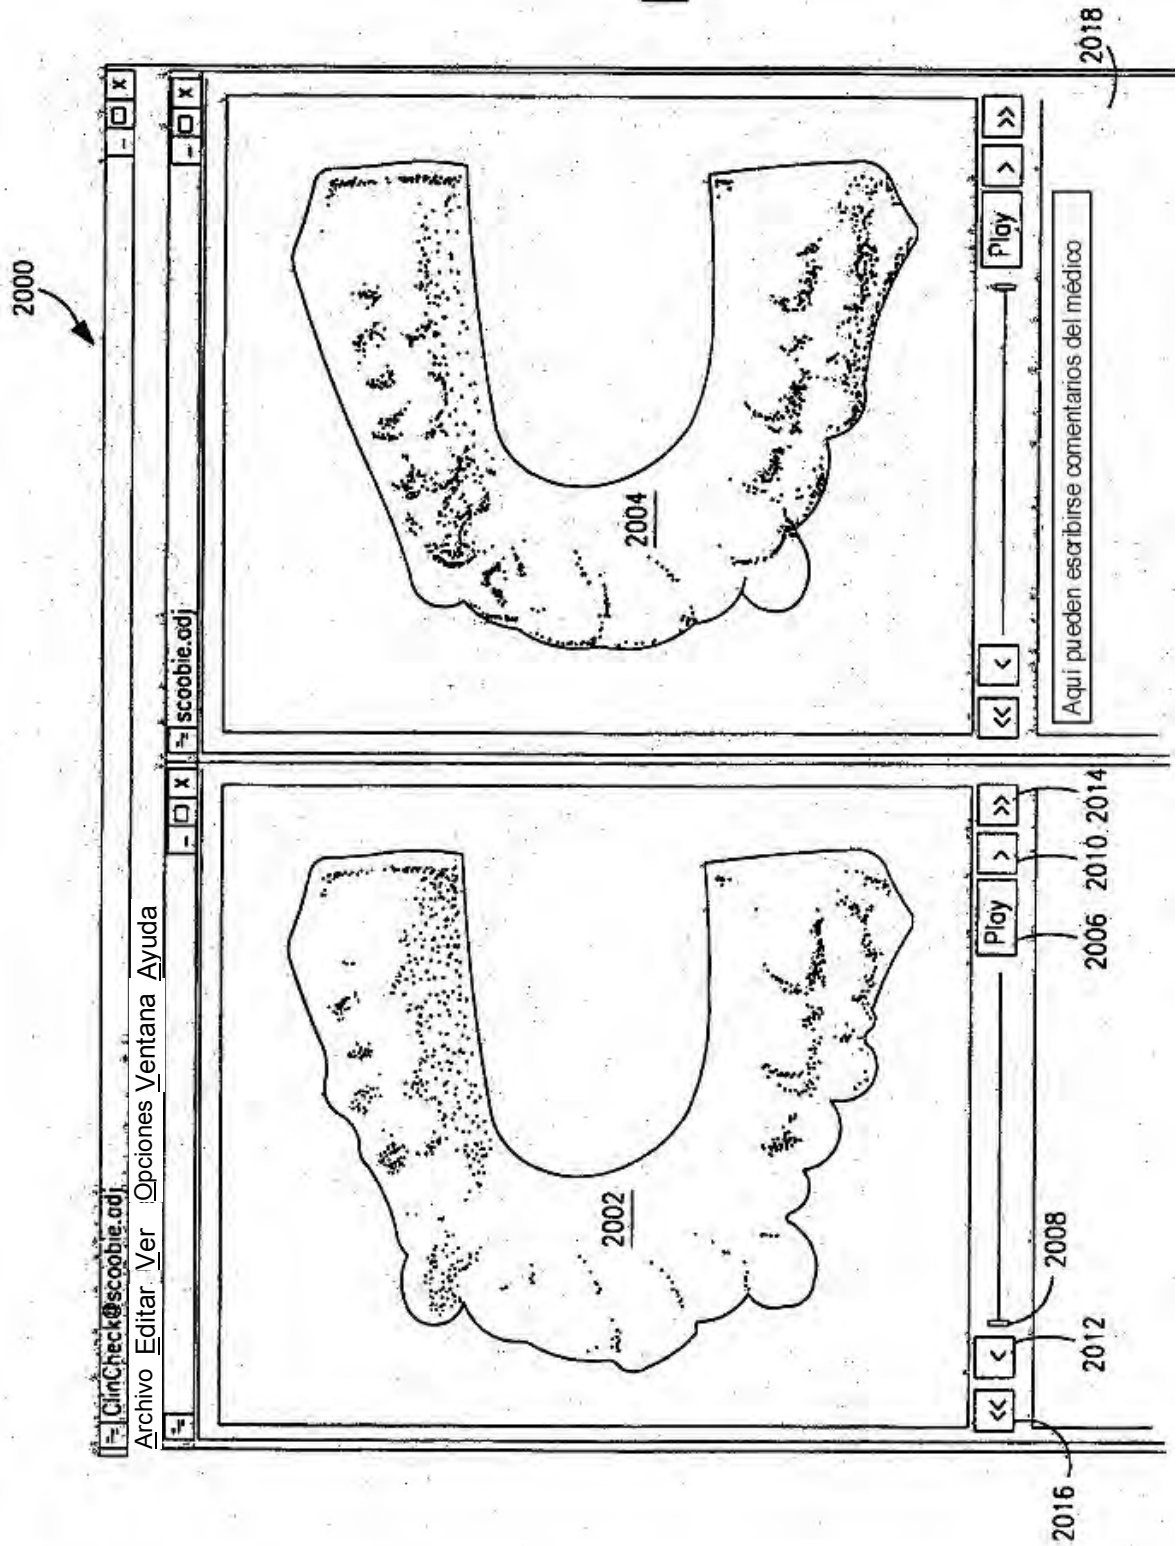 2000
ClinCheck@scoobie.adj
Archivo Editar Ver Opciones Ventana Ayuda
scoobie.adj
2002
2004
<< < Play > >>
<< < Play > >>
Aquí pueden escribirse comentarios del médico
2016
2012
2008
2006
2010
2014
2018